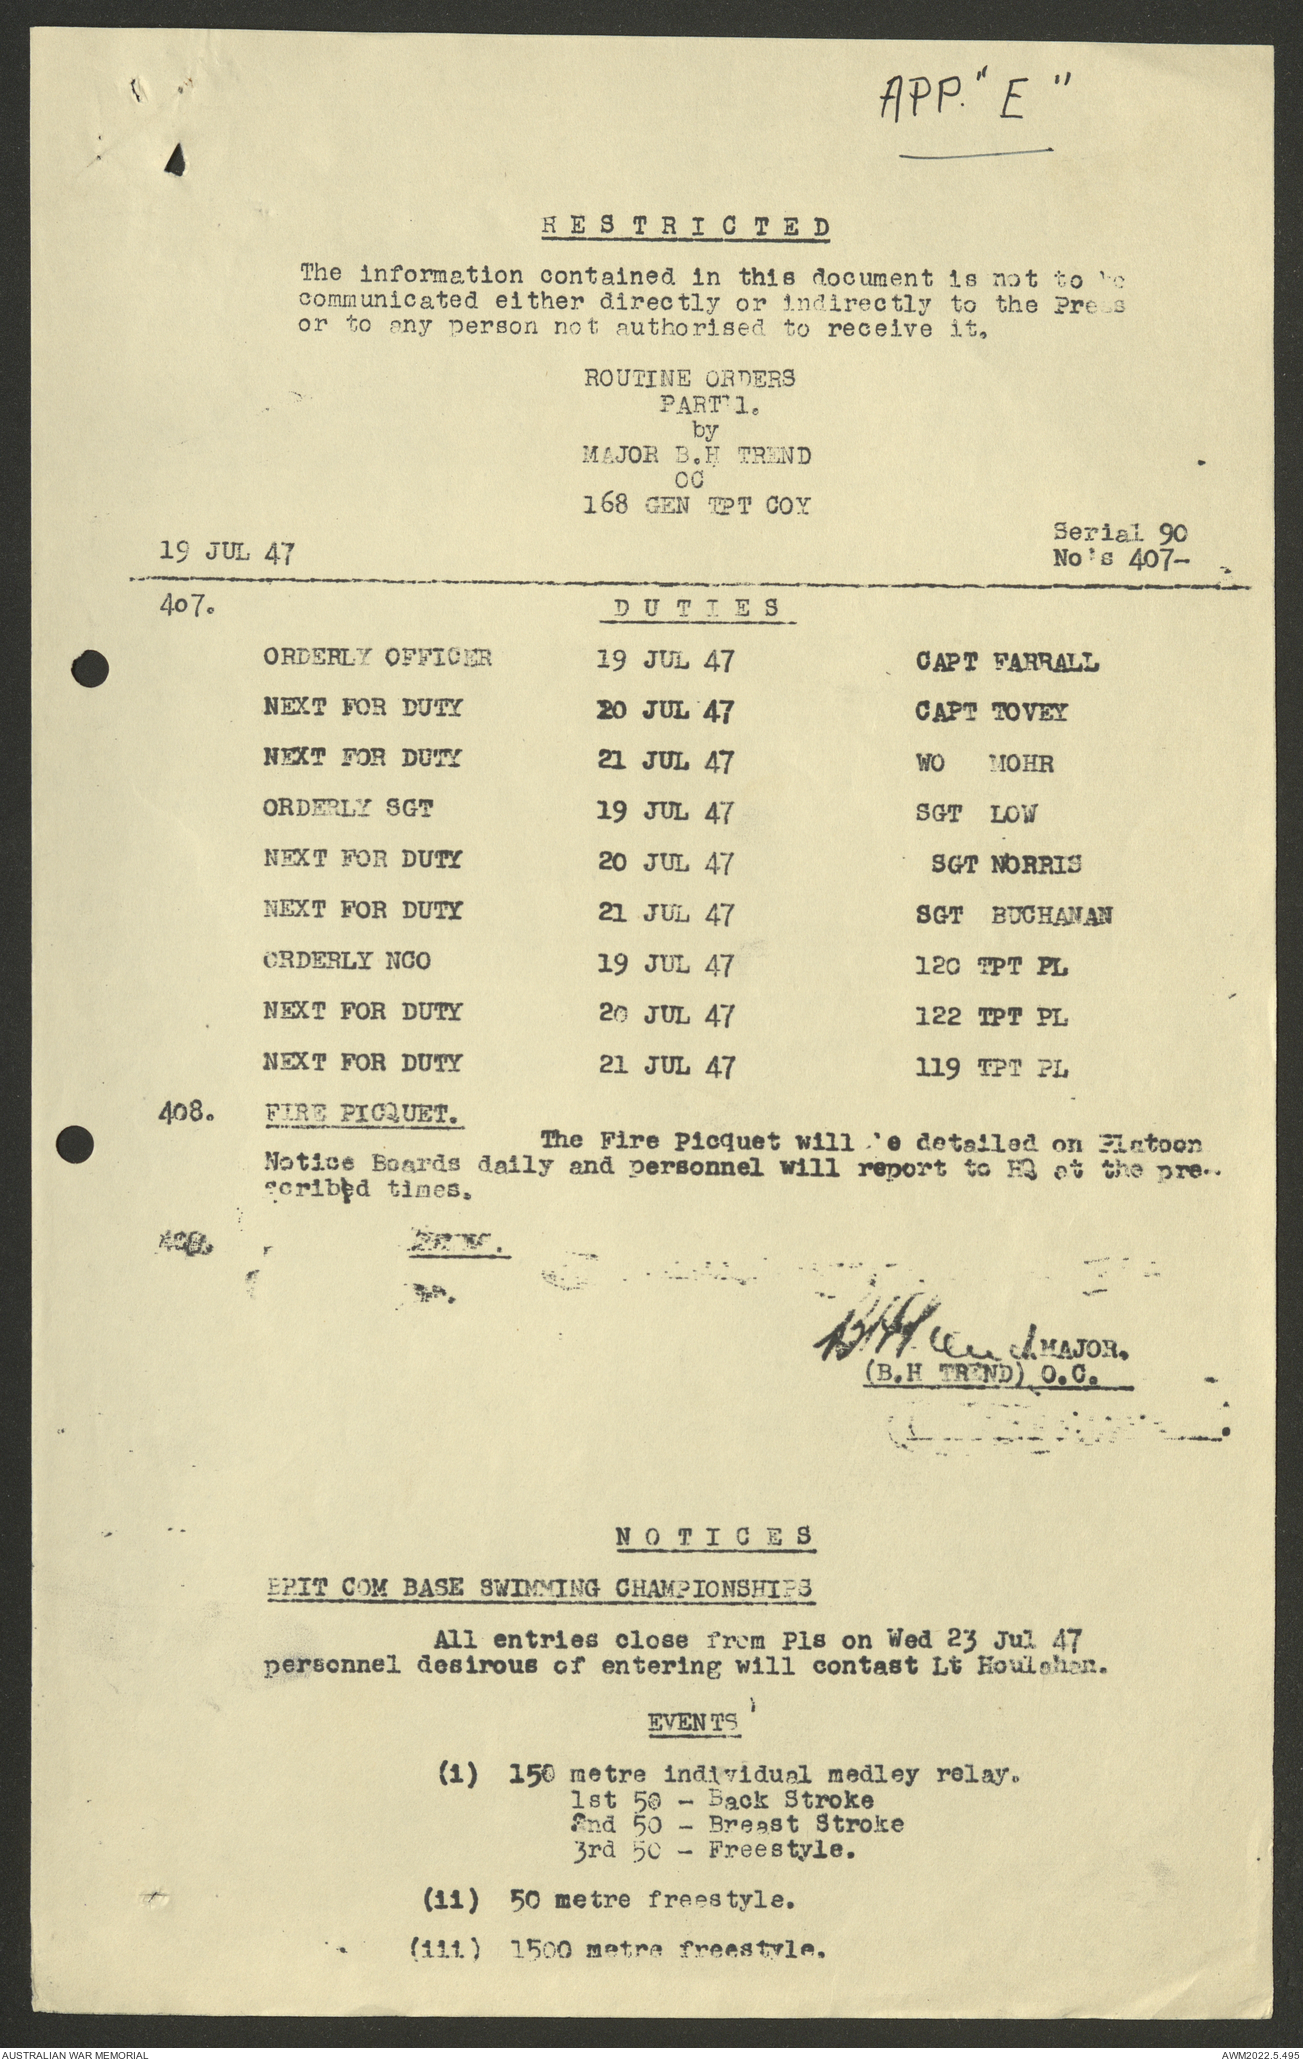 APP. "E"
RESTRICTED
The information contained in this document is not to be
communicated either directly or indirectly to the Press
or to any person not authorised to receive it.
ROUTINE ORDERS
PART 1.
by
MAJOR B.H TREND
OC
168 GEN TPT COY
Serial 90
19 JUL 47 No's 407-
407. DUTIES
ORDERLY OFFICER 19 JUL 47 CAPT FARRALL
NEXT FOR DUTY 20 JUL 47 CAPT TOVEY
NEXT FOR DUTY 21 JUL 47 WO MOHR
ORDERLY SGT 19 JUL 47 SGT LOW
NEXT FOR DUTY 20 JUL 47 SGT NORRIS
NEXT FOR DUTY 21 JUL 47 SGT BUCHANAN
ORDERLY NCO 19 JUL 47 120 TPT PL
NEXT FOR DUTY 20 JUL 47 122 TPT PL
NEXT FOR DUTY 21 JUL 47 119 TPT PL
408. FIRE PICQUET.
The Fire Picquet will be detailed on Platoon
Notice Boards daily and personnel will report to HQ at the pre-
scribed times.
BH Trend MAJOR.
(B.H TREND) O.C.
NOTICES
BRIT COM BASE SWIMMING CHAMPIONSHIPS
All entries close from Pls on Wed 23 Jul 47
personnel desirous of entering will contast Lt Houlahan.
EVENTS
(i) 150 metre individual medley relay.
1st 50 - Back Stroke
2nd 50 - Breast Stroke
3rd 50 - Freestyle.
(ii) 50 metre freestyle.
(iii) 1500 metre freestyle.
AUSTRALIAN WAR MEMORIAL AWM2022.5.495